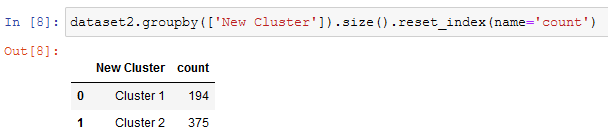 In [8]: dataset2.groupby(['New Cluster']).size().reset_index(name='count')
Out[8]:
New Cluster count
0 Cluster 1 194
1 Cluster 2 375